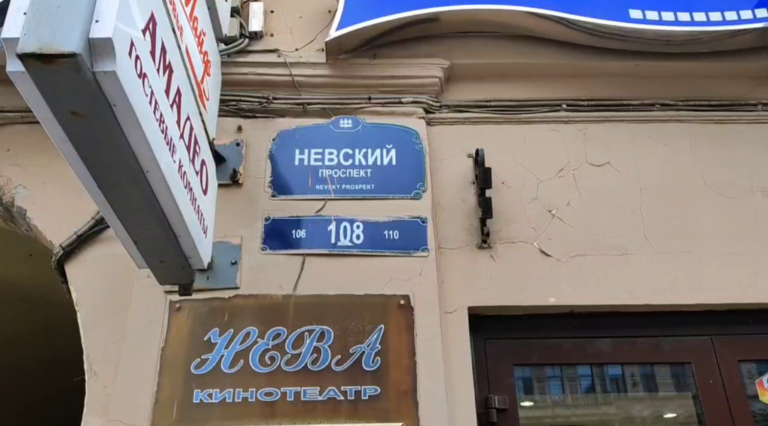 АМАДЕО
ГОСТЕВЫЕ КОМНАТЫ
НЕВСКИЙ
ПРОСПЕКТ
NEVSKY PROSPEKT
106 108 110
НЕВА
КИНОТЕАТР